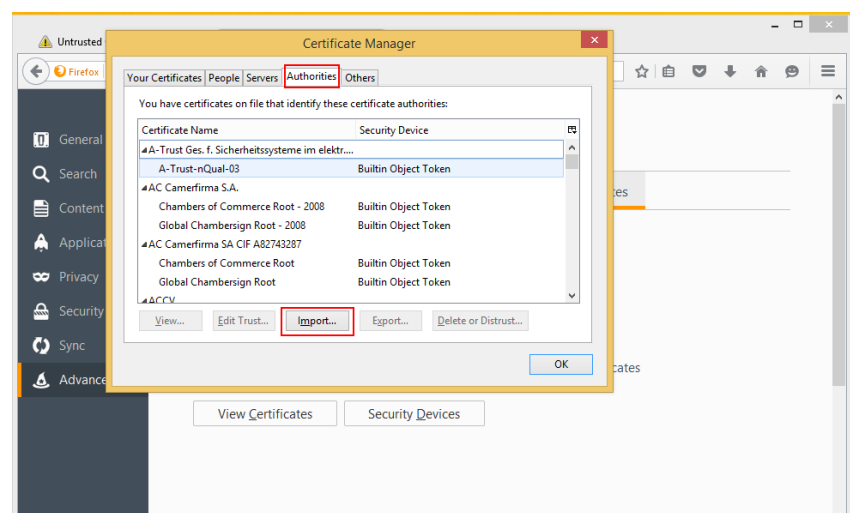 Untrusted
Certificate Manager
Firefox
Your Certificates People Servers Authorities Others
You have certificates on file that identify these certificate authorities:
Certificate Name Security Device
A-Trust Ges. f. Sicherheitssysteme im elektr....
A-Trust-nQual-03 Builtin Object Token
AC Camerfirma S.A.
Chambers of Commerce Root - 2008 Builtin Object Token
Global Chambersign Root - 2008 Builtin Object Token
AC Camerfirma SA CIF A82743287
Chambers of Commerce Root Builtin Object Token
Global Chambersign Root Builtin Object Token
ACCV
View... Edit Trust... Import... Export... Delete or Distrust...
OK
General
Search
Content
Applicat
Privacy
Security
Sync
Advance
tes
cates
View Certificates Security Devices